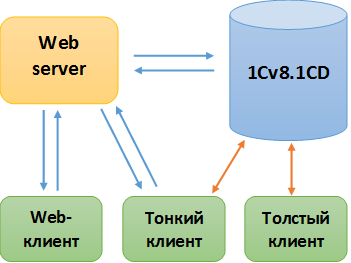 Web
server
1Cv8.1CD
Web-
клиент
Тонкий
клиент
Толстый
клиент